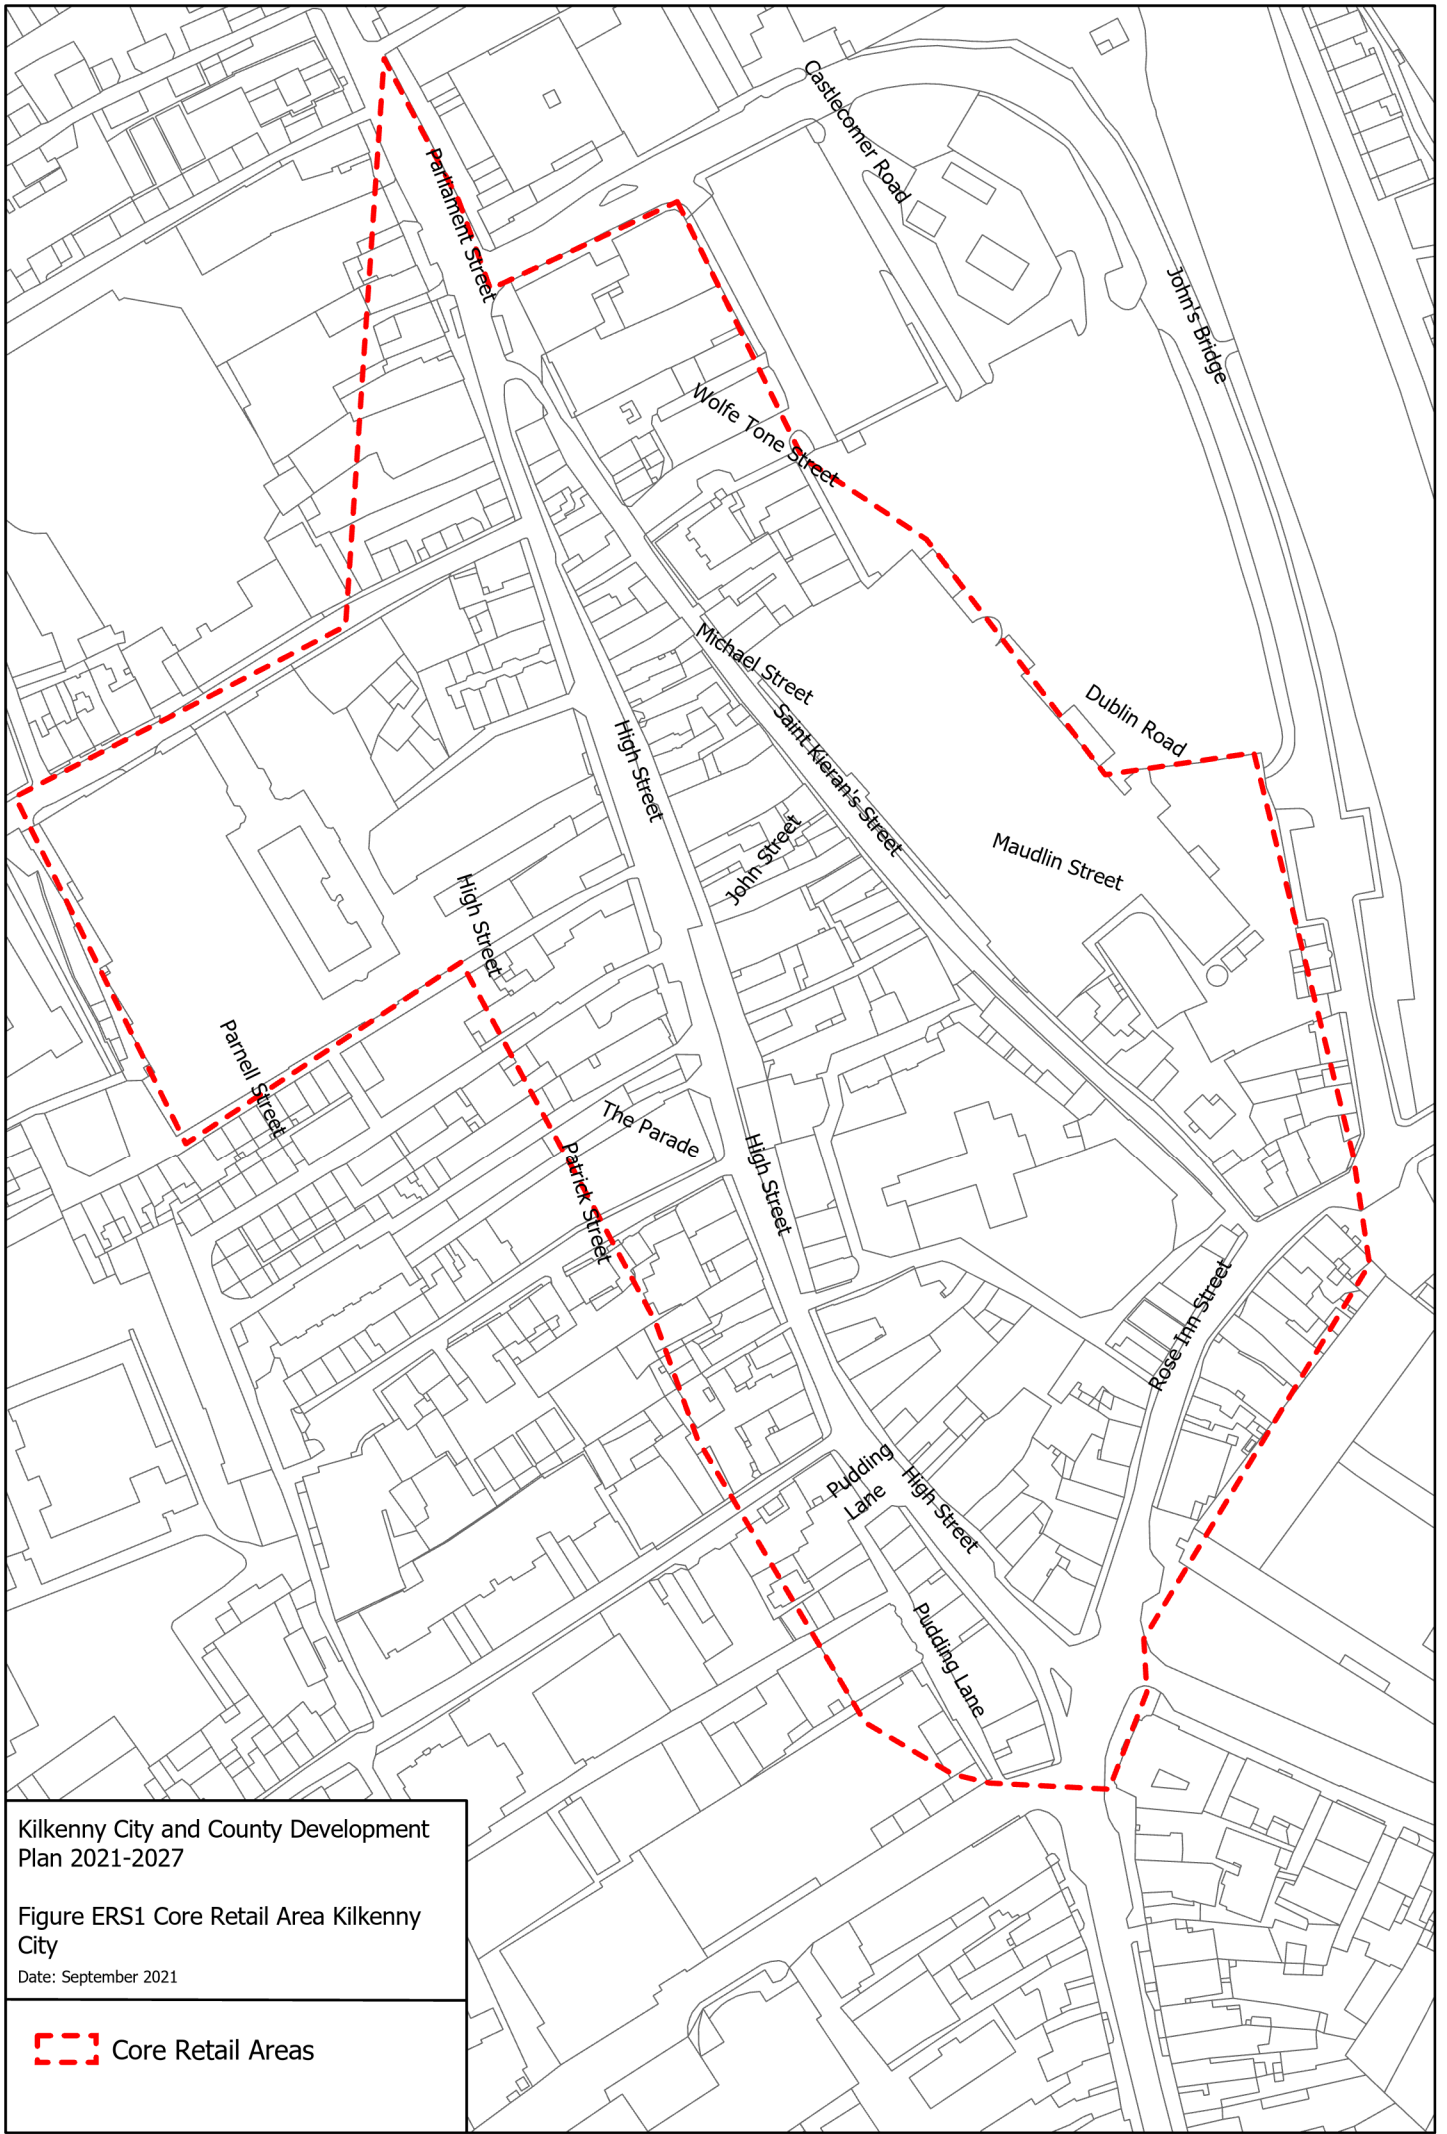 Castlecomer Road
Parliament Street
John's Bridge
Wolfe Tone Street
Michael Street
Dublin Road
High Street
Saint Kieran's Street
John Street
Maudlin Street
High Street
Parnell Street
The Parade
High Street
Patrick Street
Rose Inn Street
Pudding
Lane
High Street
Pudding Lane
Kilkenny City and County Development
Plan 2021-2027
Figure ERS1 Core Retail Area Kilkenny
City
Date: September 2021
Core Retail Areas